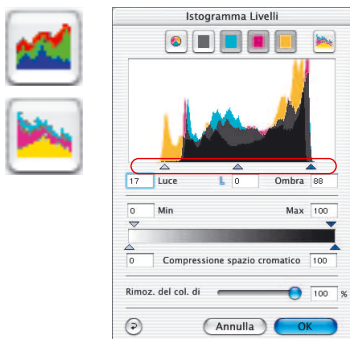 Istogramma Livelli
17 Luce L 0 Ombra 88
0 Min Max 100
0 Compressione spazio cromatico 100
Rimoz. del col. di 100 %
Annulla OK